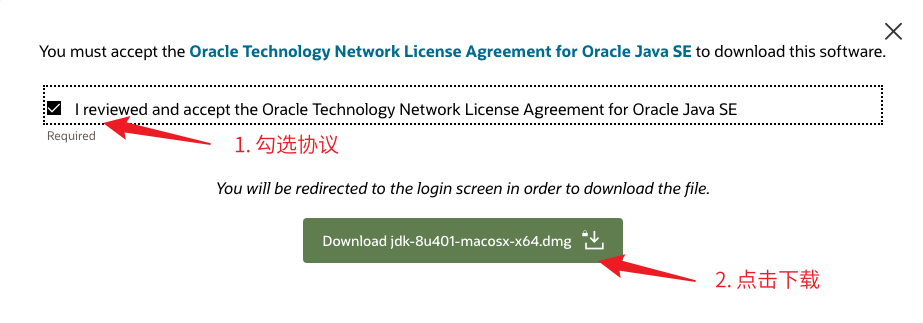 You must accept the Oracle Technology Network License Agreement for Oracle Java SE to download this software.
I reviewed and accept the Oracle Technology Network License Agreement for Oracle Java SE
Required
1. 勾选协议
You will be redirected to the login screen in order to download the file.
Download jdk-8u401-macosx-x64.dmg
2. 点击下载